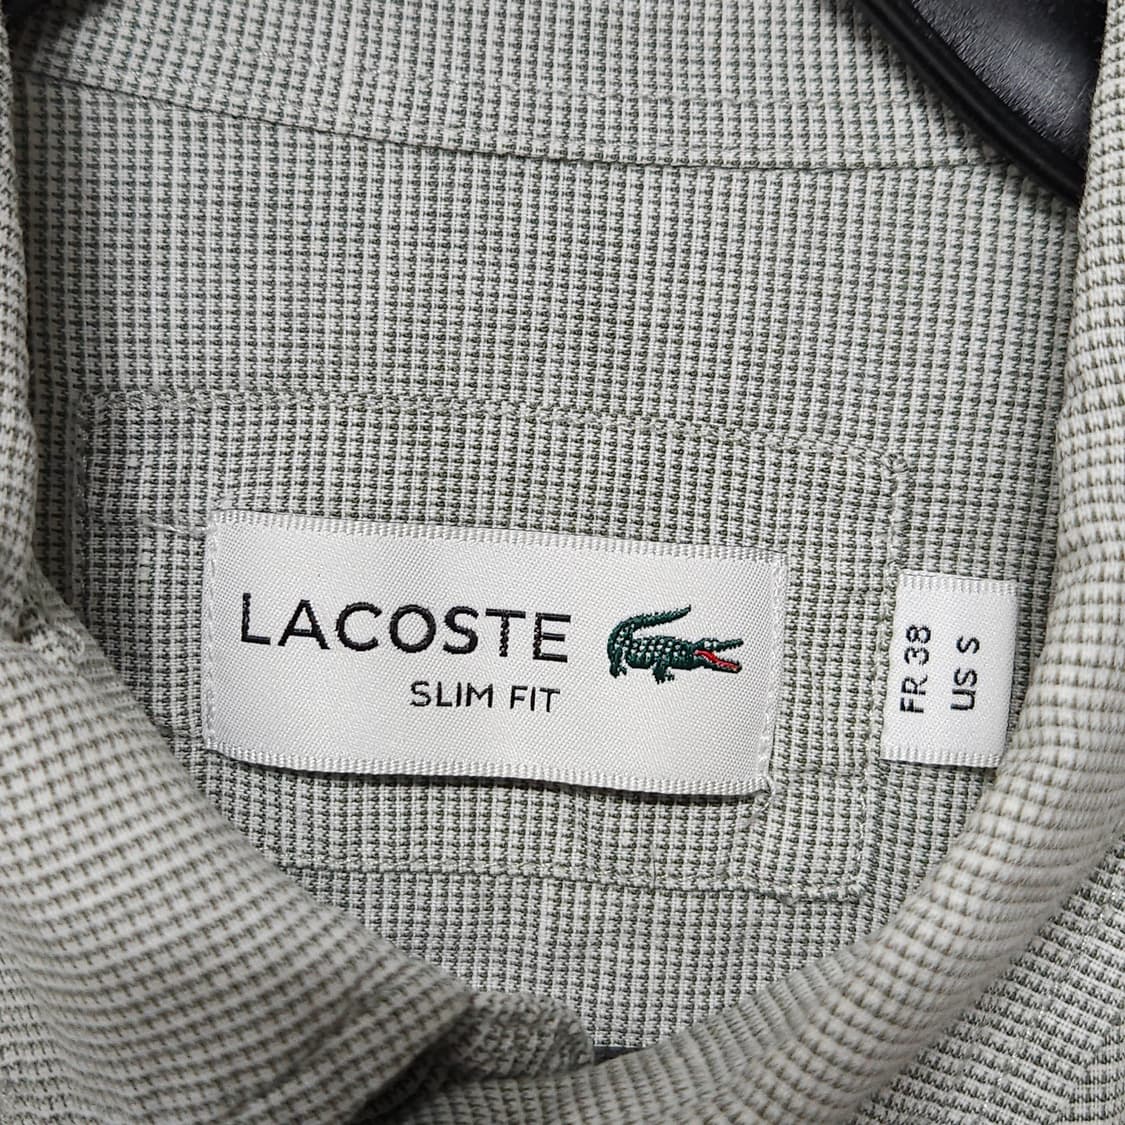 LACOSTE
SLIM FIT
FR 38
US S